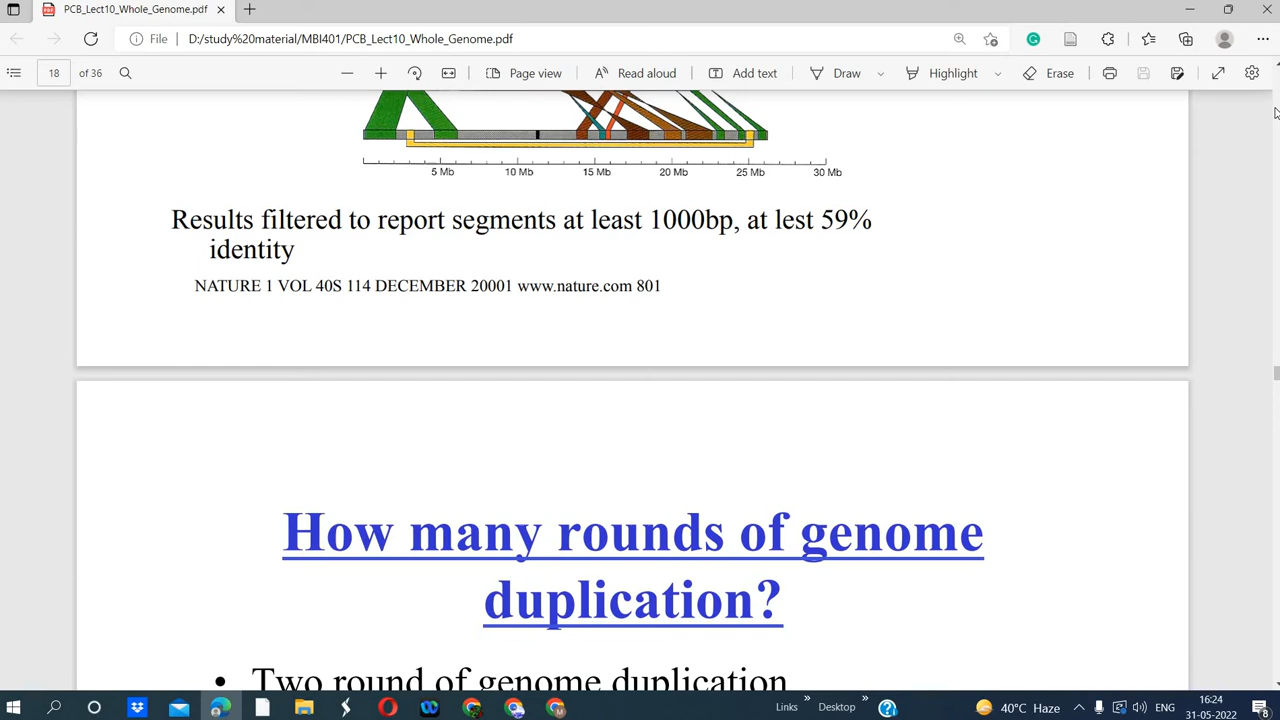 PCB_Lect10_Whole_Genome.pdf
File D:/study%20material/MBI401/PCB_Lect10_Whole_Genome.pdf
18 of 36 Page view Read aloud Add text Draw Highlight Erase
5 Mb 10 Mb 15 Mb 20 Mb 25 Mb 30 Mb
Results filtered to report segments at least 1000bp, at lest 59%
identity
NATURE 1 VOL 40S 114 DECEMBER 20001 www.nature.com 801
How many rounds of genome
duplication?
• Two round of genome duplication
Links Desktop 40°C Haze ENG 16:24
31-05-2022 8